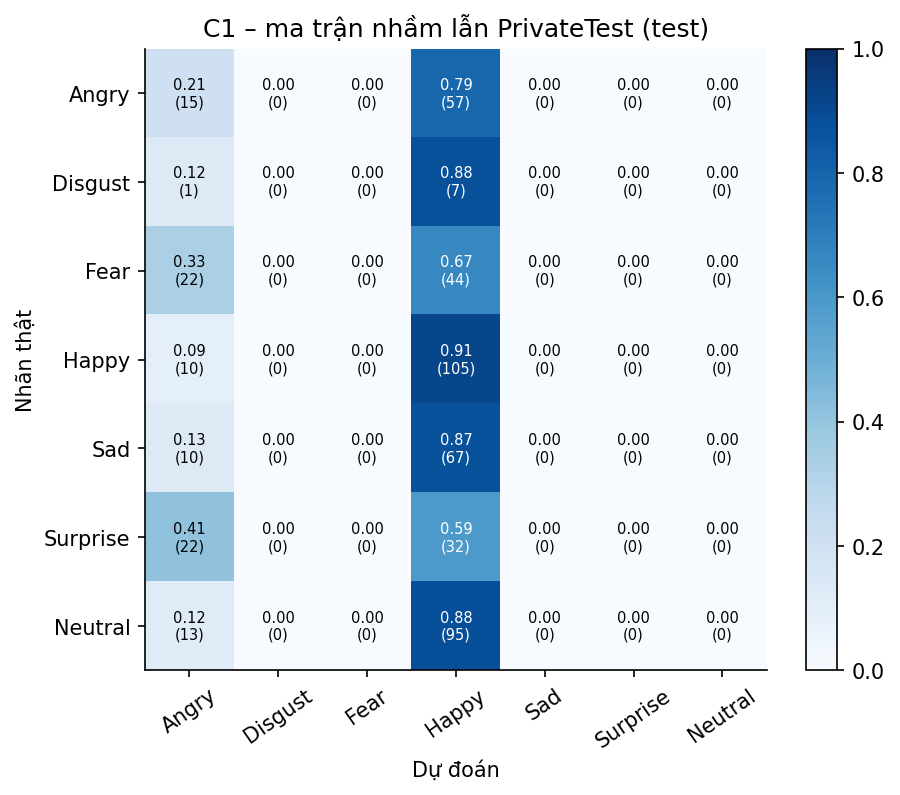 C1 – ma trận nhầm lẫn PrivateTest (test)
Nhãn thật
Angry
0.21 0.00 0.00 0.79 0.00 0.00 0.00
(15) (0) (0) (57) (0) (0) (0)
Disgust
0.12 0.00 0.00 0.88 0.00 0.00 0.00
(1) (0) (0) (7) (0) (0) (0)
Fear
0.33 0.00 0.00 0.67 0.00 0.00 0.00
(22) (0) (0) (44) (0) (0) (0)
Happy
0.09 0.00 0.00 0.91 0.00 0.00 0.00
(10) (0) (0) (105) (0) (0) (0)
Sad
0.13 0.00 0.00 0.87 0.00 0.00 0.00
(10) (0) (0) (67) (0) (0) (0)
Surprise
0.41 0.00 0.00 0.59 0.00 0.00 0.00
(22) (0) (0) (32) (0) (0) (0)
Neutral
0.12 0.00 0.00 0.88 0.00 0.00 0.00
(13) (0) (0) (95) (0) (0) (0)
Angry Disgust Fear Happy Sad Surprise Neutral
Dự đoán
1.0
0.8
0.6
0.4
0.2
0.0